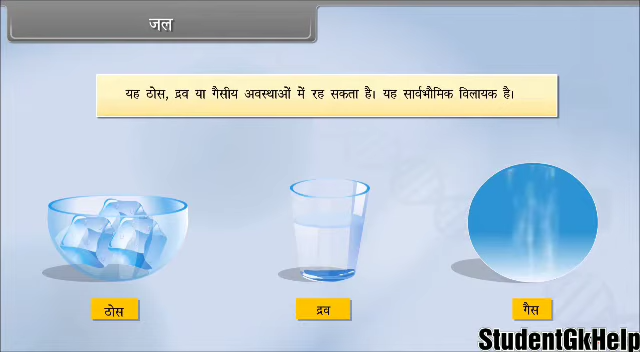 जल
यह ठोस, द्रव या गैसीय अवस्थाओं में रह सकता है। यह सार्वभौमिक विलायक है।
ठोस
द्रव
गैस
StudentGkHelp